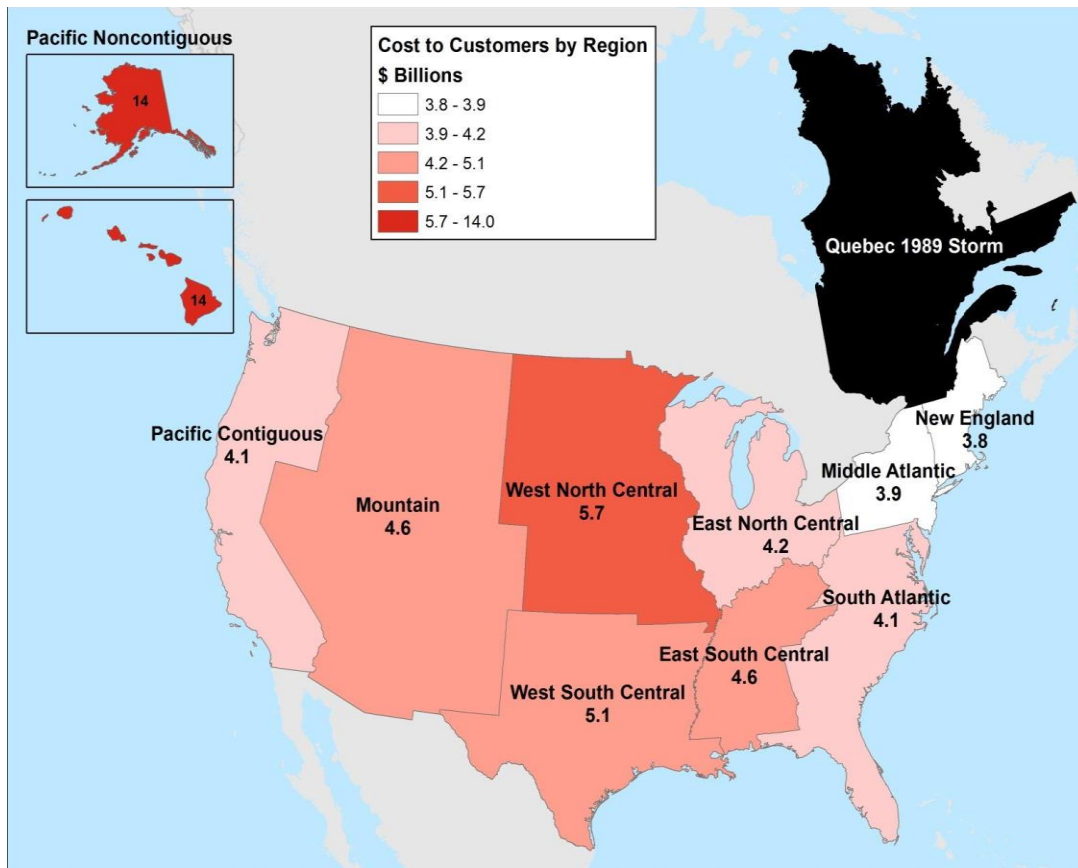 Pacific Noncontiguous
14
14
Cost to Customers by Region
$ Billions
3.8 - 3.9
3.9 - 4.2
4.2 - 5.1
5.1 - 5.7
5.7 - 14.0
Quebec 1989 Storm
New England
3.8
Middle Atlantic
3.9
Pacific Contiguous
4.1
Mountain
4.6
West North Central
5.7
East North Central
4.2
South Atlantic
4.1
East South Central
4.6
West South Central
5.1